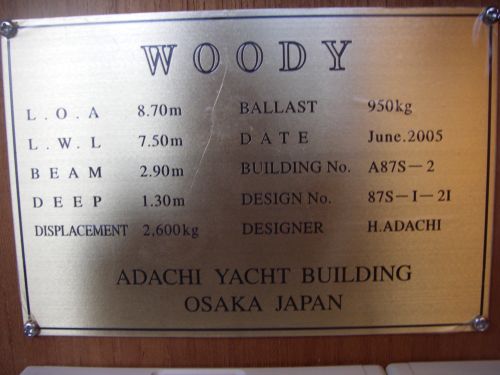 WOODY
L.O.A 8.70m BALLAST 950kg
L.W.L 7.50m DATE June.2005
BEAM 2.90m BUILDING No. A87S-2
DEEP 1.30m DESIGN No. 87S-I-2I
DISPLACEMENT 2,600kg DESIGNER H.ADACHI
ADACHI YACHT BUILDING
OSAKA JAPAN